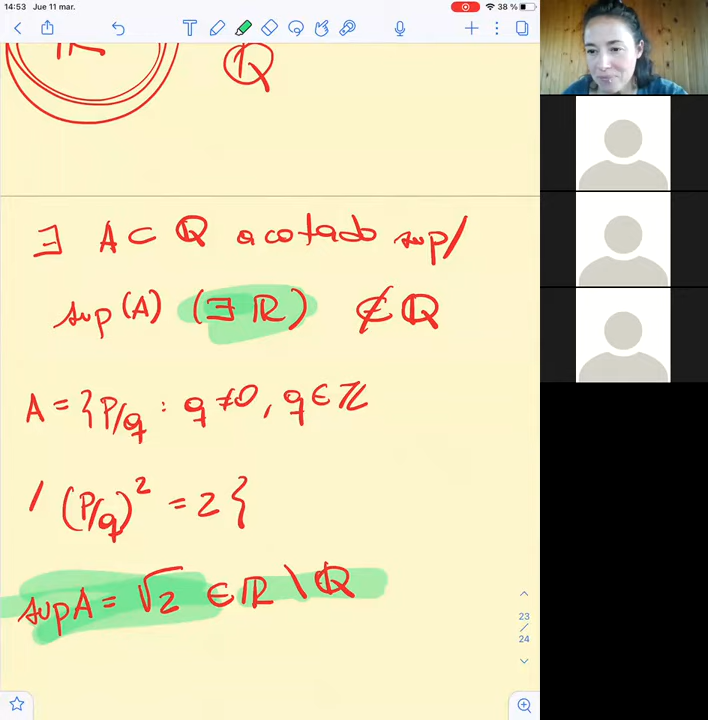 14:53 Jue 11 mar.
38 %
T
R
Q
∃ A ⊂ Q acotado sup/
sup (A) (∃ R) ∉ Q
A = { P/q : q ≠ 0, q ∈ Z
/ (P/q)² = 2 {
sup A = √2 ∈ R \ Q
23
/
24